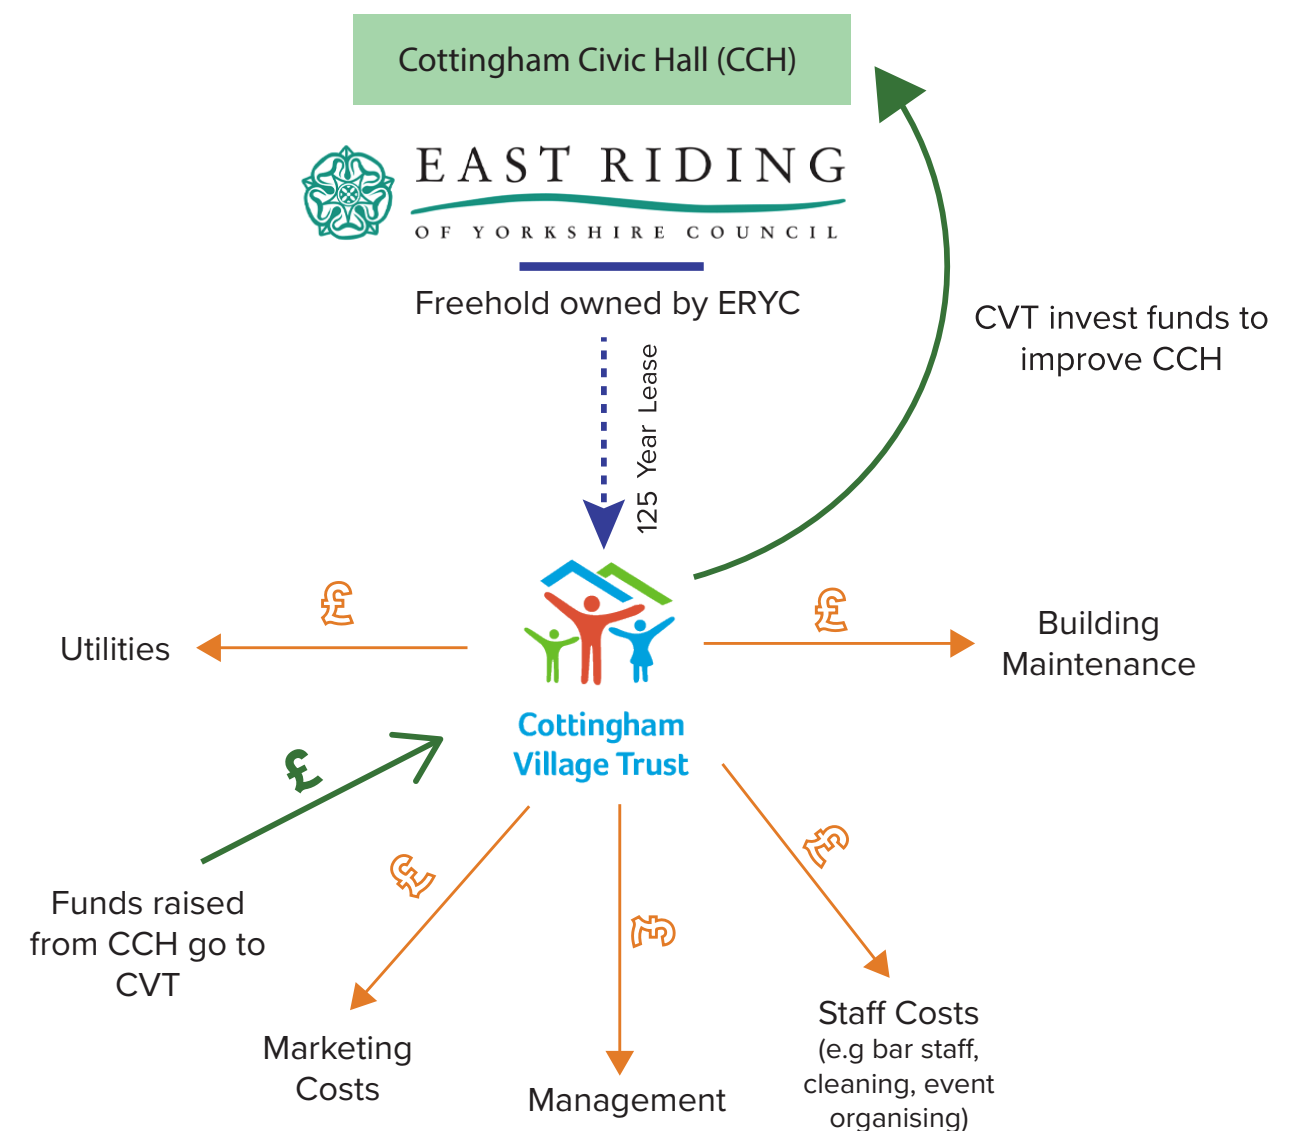 Cottingham Civic Hall (CCH)
EAST RIDING
OF YORKSHIRE COUNCIL
Freehold owned by ERYC
125 Year Lease
CVT invest funds to
improve CCH
£
Utilities
£
Building
Maintenance
Cottingham
Village Trust
£
Funds raised
from CCH go to
CVT
£
Marketing
Costs
£
Management
£
Staff Costs
(e.g bar staff,
cleaning, event
organising)